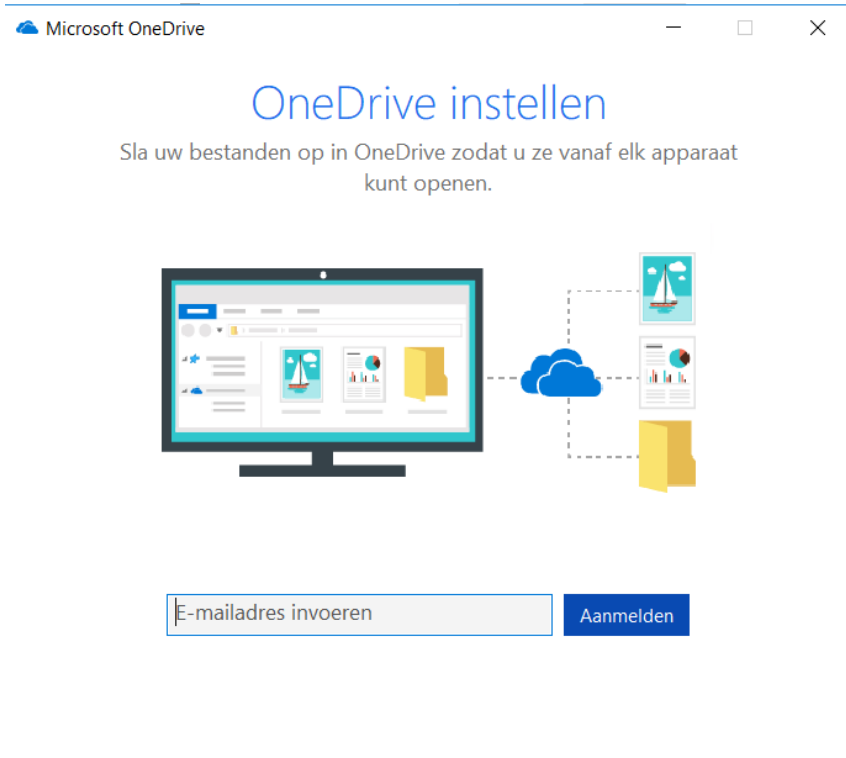 Microsoft OneDrive
OneDrive instellen
Sla uw bestanden op in OneDrive zodat u ze vanaf elk apparaat
kunt openen.
E-mailadres invoeren
Aanmelden